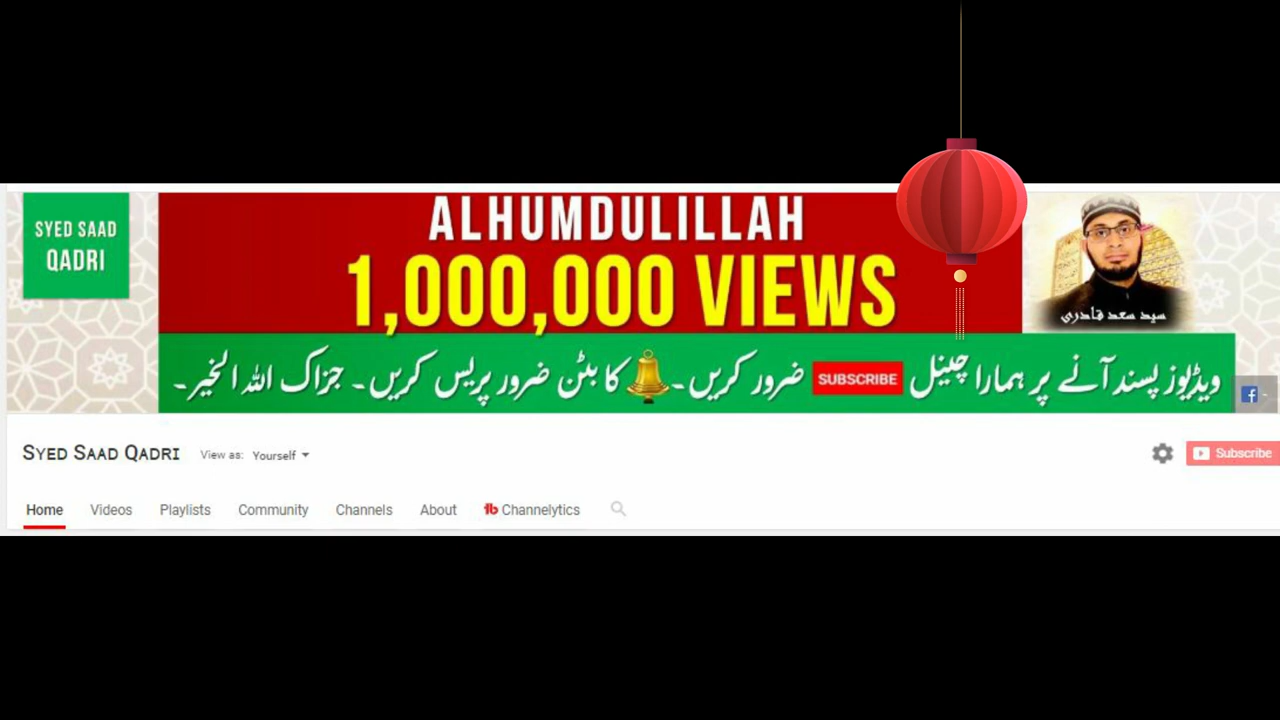 SYED SAAD
QADRI
ALHUMDULILLAH
1,000,000 VIEWS
سید سعد قادری
ویڈیوز پسند آنے پر ہمارا چینل SUBSCRIBE ضرور کریں۔ کا بٹن ضرور پریس کریں۔ جزاک اللہ الخیر۔
SYED SAAD QADRI View as: Yourself
Subscribe
Home Videos Playlists Community Channels About Channelytics